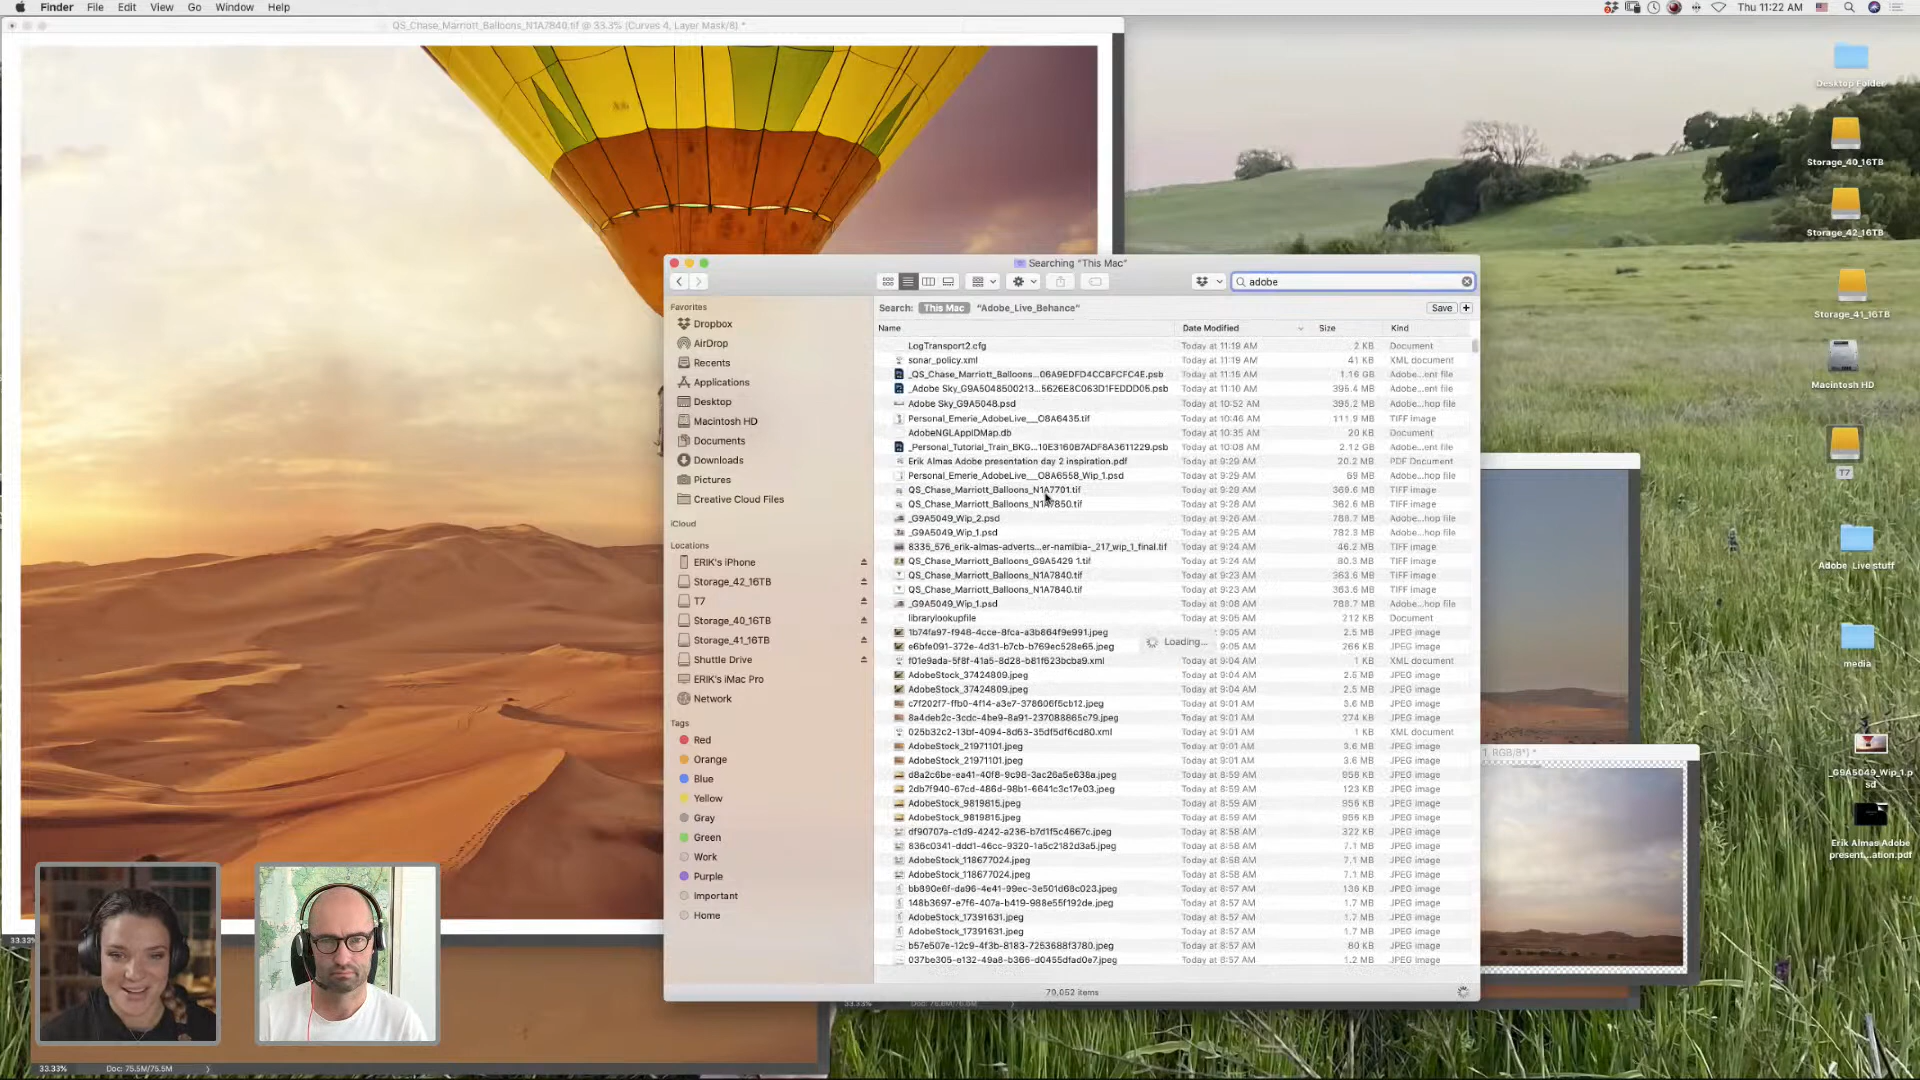 Finder File Edit View Go Window Help
Thu 11:22 AM
QS_Chase_Marriott_Balloons_N1A7840.tif @ 33.3% (Curves 4, Layer Mask/8) *
Desktop Folder
Storage_40_16TB
Storage_42_16TB
Storage_41_16TB
Macintosh HD
T7
Adobe_Live stuff
media
_G9A5049_Wip_1.p
sd
Erik Almas Adobe
present...ation.pdf
Searching "This Mac"
adobe
Search: This Mac "Adobe_Live_Behance" Save +
Name Date Modified Size Kind
Favorites
Dropbox
AirDrop
Recents
Applications
Desktop
Macintosh HD
Documents
Downloads
Pictures
Creative Cloud Files
iCloud
Locations
ERIK's iPhone
Storage_42_16TB
T7
Storage_40_16TB
Storage_41_16TB
Shuttle Drive
ERIK's iMac Pro
Network
Tags
Red
Orange
Blue
Yellow
Gray
Green
Work
Purple
Important
Home
LogTransport2.cfg Today at 11:19 AM 2 KB Document
sonar_policy.xml Today at 11:19 AM 41 KB XML document
_QS_Chase_Marriott_Balloons...06A9EDFD4CC8FCFC4E.psb Today at 11:15 AM 1.16 GB Adobe...ent file
_Adobe Sky_G9A5048500213...5626E8C063D1FEDDD05.psb Today at 11:10 AM 395.4 MB Adobe...ent file
Adobe Sky_G9A5048.psd Today at 10:52 AM 395.2 MB Adobe...hop file
Personal_Emerie_AdobeLive___O8A6435.tif Today at 10:46 AM 111.9 MB TIFF image
AdobeNGLAppIDMap.db Today at 10:35 AM 20 KB Document
_Personal_Tutorial_Train_BKG...10E3160B7ADF8A3611229.psb Today at 10:08 AM 2.12 GB Adobe...ent file
Erik Almas Adobe presentation day 2 inspiration.pdf Today at 9:29 AM 20.2 MB PDF Document
Personal_Emerie_AdobeLive___O8A6558_Wip_1.psd Today at 9:29 AM 69 MB Adobe...hop file
QS_Chase_Marriott_Balloons_N1A7701.tif Today at 9:29 AM 369.6 MB TIFF image
QS_Chase_Marriott_Balloons_N1A7850.tif Today at 9:28 AM 362.6 MB TIFF image
_G9A5049_Wip_2.psd Today at 9:26 AM 788.7 MB Adobe...hop file
_G9A5049_Wip_1.psd Today at 9:25 AM 782.3 MB Adobe...hop file
8335_576_erik-almas-adverts...er-namibia-_217_wip_1_final.tif Today at 9:24 AM 46.2 MB TIFF image
QS_Chase_Marriott_Balloons_G9A5429 1.tif Today at 9:24 AM 80.3 MB TIFF image
QS_Chase_Marriott_Balloons_N1A7840.tif Today at 9:23 AM 363.6 MB TIFF image
QS_Chase_Marriott_Balloons_N1A7840.tif Today at 9:23 AM 363.6 MB TIFF image
_G9A5049_Wip_1.psd Today at 9:08 AM 788.7 MB Adobe...hop file
librarylookupfile Today at 9:05 AM 212 KB Document
1b74fa97-f948-4cce-8fca-a3b864f9e991.jpeg 9:05 AM 2.5 MB JPEG image
e6bfe091-372e-4d31-b7cb-b769ec528e65.jpeg 9:05 AM 266 KB JPEG image
Loading...
f01e9ada-5f8f-41a5-8d28-b81f623bcba9.xml Today at 9:04 AM 1 KB XML document
AdobeStock_37424809.jpeg Today at 9:04 AM 2.5 MB JPEG image
AdobeStock_37424809.jpeg Today at 9:04 AM 2.5 MB JPEG image
c7f202f7-ffb0-4f14-a3e7-378606f5cb12.jpeg Today at 9:01 AM 3.6 MB JPEG image
8a4deb2c-3cdc-4be9-8a91-237088865c79.jpeg Today at 9:01 AM 274 KB JPEG image
025b32c2-13bf-4094-8d63-35df5df6cd80.xml Today at 9:01 AM 1 KB XML document
AdobeStock_21971101.jpeg Today at 9:01 AM 3.6 MB JPEG image
AdobeStock_21971101.jpeg Today at 9:01 AM 3.6 MB JPEG image
d8a2c6be-ea41-40f8-9c98-3ac26a5e638a.jpeg Today at 8:59 AM 956 KB JPEG image
2db7f940-67cd-486d-98b1-6641c3c17e03.jpeg Today at 8:59 AM 123 KB JPEG image
AdobeStock_9819815.jpeg Today at 8:59 AM 956 KB JPEG image
AdobeStock_9819815.jpeg Today at 8:59 AM 956 KB JPEG image
df90707a-c1d9-4242-a236-b7d1f5c4667c.jpeg Today at 8:58 AM 322 KB JPEG image
836c0341-ddd1-46cc-9320-1a5c2182d3a5.jpeg Today at 8:58 AM 7.1 MB JPEG image
AdobeStock_118677024.jpeg Today at 8:58 AM 7.1 MB JPEG image
AdobeStock_118677024.jpeg Today at 8:58 AM 7.1 MB JPEG image
bb890e6f-da96-4e41-99ec-3e501d68c023.jpeg Today at 8:57 AM 136 KB JPEG image
148b3697-e7f6-407a-b419-988e55f192de.jpeg Today at 8:57 AM 1.7 MB JPEG image
AdobeStock_17391631.jpeg Today at 8:57 AM 1.7 MB JPEG image
AdobeStock_17391631.jpeg Today at 8:57 AM 1.7 MB JPEG image
b57e507e-12c9-4f3b-8183-7253688f3780.jpeg Today at 8:57 AM 80 KB JPEG image
037be305-e132-49a8-b366-d0455dfad0e7.jpeg Today at 8:57 AM 1.2 MB JPEG image
70,052 items
1, RGB/8*) *
33.33%
33.33% Doc: 75.5M/75.5M